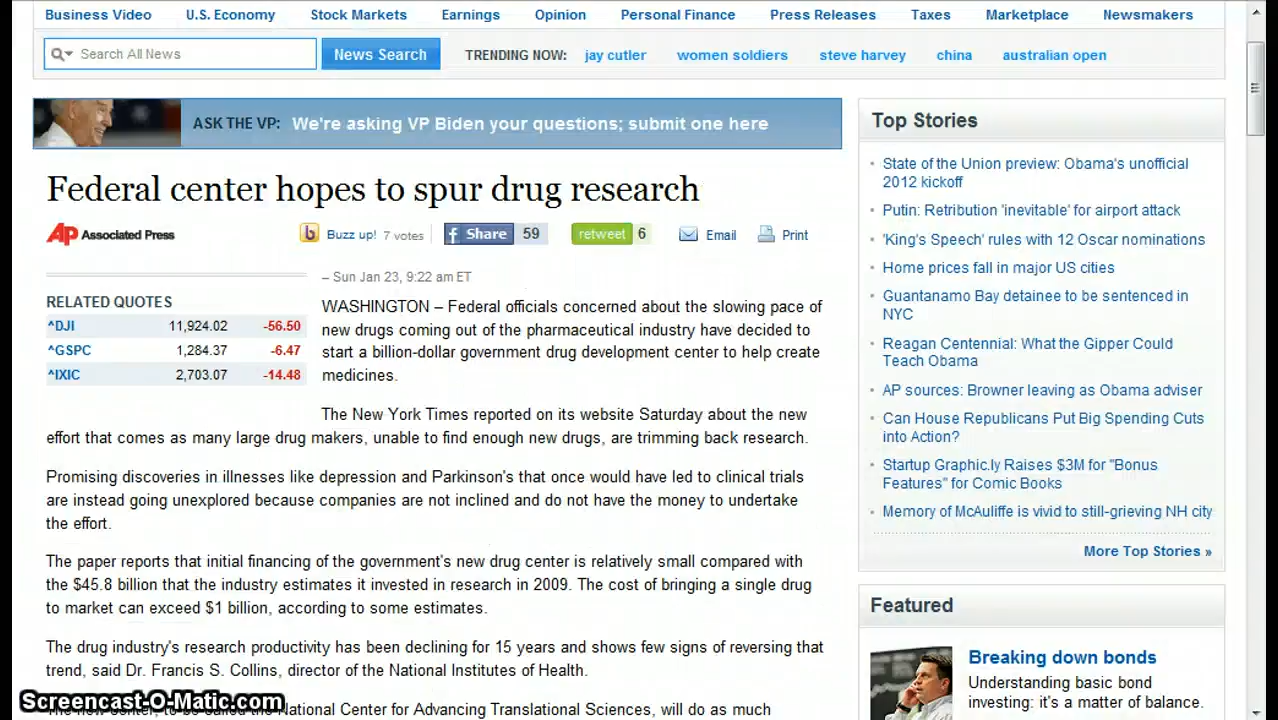 Business Video U.S. Economy Stock Markets Earnings Opinion Personal Finance Press Releases Taxes Marketplace Newsmakers
Search All News News Search TRENDING NOW: jay cutler women soldiers steve harvey china australian open
ASK THE VP: We're asking VP Biden your questions; submit one here
Federal center hopes to spur drug research
AP Associated Press Buzz up! 7 votes f Share 59 retweet 6 Email Print
– Sun Jan 23, 9:22 am ET
RELATED QUOTES
^DJI 11,924.02 -56.50
^GSPC 1,284.37 -6.47
^IXIC 2,703.07 -14.48
WASHINGTON – Federal officials concerned about the slowing pace of
new drugs coming out of the pharmaceutical industry have decided to
start a billion-dollar government drug development center to help create
medicines.
The New York Times reported on its website Saturday about the new
effort that comes as many large drug makers, unable to find enough new drugs, are trimming back research.
Promising discoveries in illnesses like depression and Parkinson's that once would have led to clinical trials
are instead going unexplored because companies are not inclined and do not have the money to undertake
the effort.
The paper reports that initial financing of the government's new drug center is relatively small compared with
the $45.8 billion that the industry estimates it invested in research in 2009. The cost of bringing a single drug
to market can exceed $1 billion, according to some estimates.
The drug industry's research productivity has been declining for 15 years and shows few signs of reversing that
trend, said Dr. Francis S. Collins, director of the National Institutes of Health.
National Center for Advancing Translational Sciences, will do as much
Screencast-O-Matic.com
Top Stories
State of the Union preview: Obama's unofficial
2012 kickoff
Putin: Retribution 'inevitable' for airport attack
'King's Speech' rules with 12 Oscar nominations
Home prices fall in major US cities
Guantanamo Bay detainee to be sentenced in
NYC
Reagan Centennial: What the Gipper Could
Teach Obama
AP sources: Browner leaving as Obama adviser
Can House Republicans Put Big Spending Cuts
into Action?
Startup Graphic.ly Raises $3M for "Bonus
Features" for Comic Books
Memory of McAuliffe is vivid to still-grieving NH city
More Top Stories »
Featured
Breaking down bonds
Understanding basic bond
investing: it's a matter of balance.